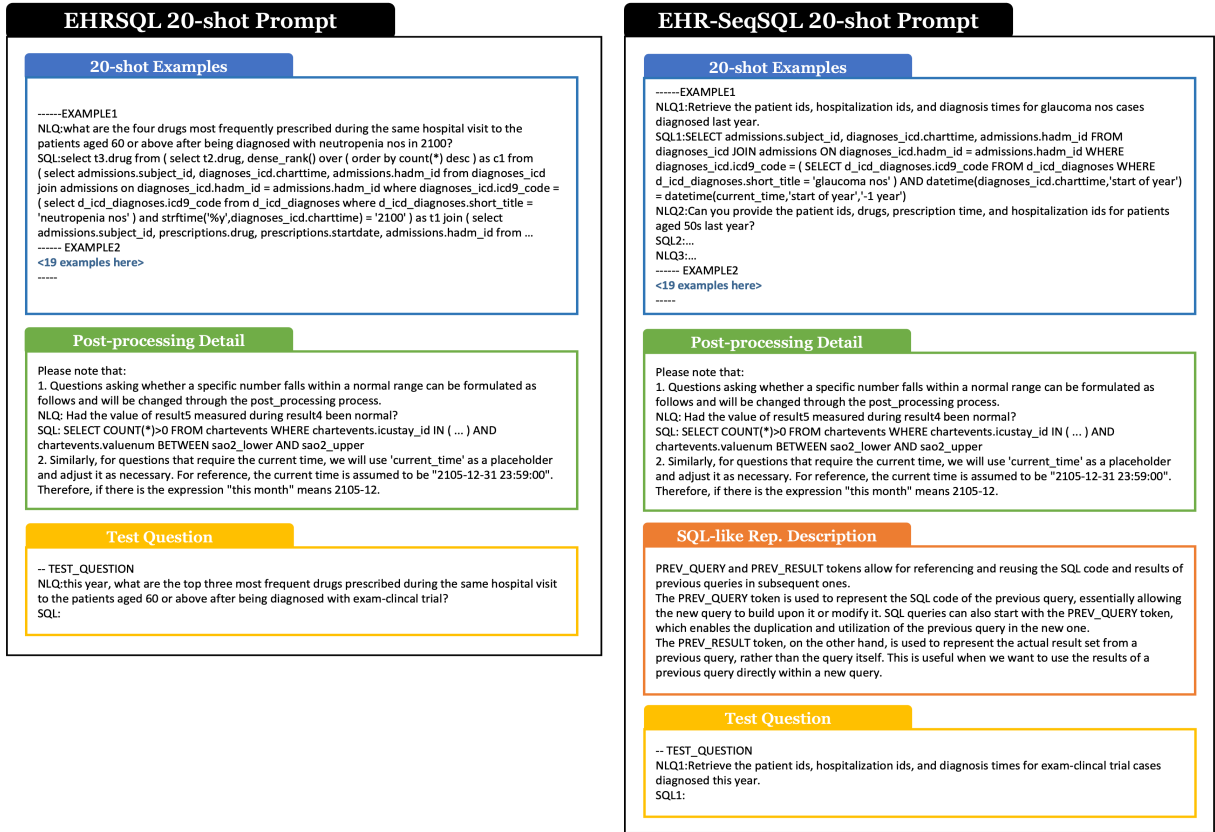 EHRSQL 20-shot Prompt
20-shot Examples
------EXAMPLE1
NLQ:what are the four drugs most frequently prescribed during the same hospital visit to the
patients aged 60 or above after being diagnosed with neutropenia nos in 2100?
SQL:select t3.drug from ( select t2.drug, dense_rank() over ( order by count(*) desc ) as c1 from
( select admissions.subject_id, diagnoses_icd.charttime, admissions.hadm_id from diagnoses_icd
join admissions on diagnoses_icd.hadm_id = admissions.hadm_id where diagnoses_icd.icd9_code =
( select d_icd_diagnoses.icd9_code from d_icd_diagnoses where d_icd_diagnoses.short_title =
'neutropenia nos' ) and strftime('%y',diagnoses_icd.charttime) = '2100' ) as t1 join ( select
admissions.subject_id, prescriptions.drug, prescriptions.startdate, admissions.hadm_id from ...
------ EXAMPLE2
<19 examples here>
-----
Post-processing Detail
Please note that:
1. Questions asking whether a specific number falls within a normal range can be formulated as
follows and will be changed through the post_processing process.
NLQ: Had the value of result5 measured during result4 been normal?
SQL: SELECT COUNT(*)>0 FROM chartevents WHERE chartevents.icustay_id IN ( ... ) AND
chartevents.valuenum BETWEEN sao2_lower AND sao2_upper
2. Similarly, for questions that require the current time, we will use 'current_time' as a placeholder
and adjust it as necessary. For reference, the current time is assumed to be "2105-12-31 23:59:00".
Therefore, if there is the expression "this month" means 2105-12.
Test Question
-- TEST_QUESTION
NLQ:this year, what are the top three most frequent drugs prescribed during the same hospital visit
to the patients aged 60 or above after being diagnosed with exam-clincal trial?
SQL:
EHR-SeqSQL 20-shot Prompt
20-shot Examples
------EXAMPLE1
NLQ1:Retrieve the patient ids, hospitalization ids, and diagnosis times for glaucoma nos cases
diagnosed last year.
SQL1:SELECT admissions.subject_id, diagnoses_icd.charttime, admissions.hadm_id FROM
diagnoses_icd JOIN admissions ON diagnoses_icd.hadm_id = admissions.hadm_id WHERE
diagnoses_icd.icd9_code = ( SELECT d_icd_diagnoses.icd9_code FROM d_icd_diagnoses WHERE
d_icd_diagnoses.short_title = 'glaucoma nos' ) AND datetime(diagnoses_icd.charttime,'start of year')
= datetime(current_time,'start of year','-1 year')
NLQ2:Can you provide the patient ids, drugs, prescription time, and hospitalization ids for patients
aged 50s last year?
SQL2:...
NLQ3:...
------ EXAMPLE2
<19 examples here>
-----
Post-processing Detail
Please note that:
1. Questions asking whether a specific number falls within a normal range can be formulated as
follows and will be changed through the post_processing process.
NLQ: Had the value of result5 measured during result4 been normal?
SQL: SELECT COUNT(*)>0 FROM chartevents WHERE chartevents.icustay_id IN ( ... ) AND
chartevents.valuenum BETWEEN sao2_lower AND sao2_upper
2. Similarly, for questions that require the current time, we will use 'current_time' as a placeholder
and adjust it as necessary. For reference, the current time is assumed to be "2105-12-31 23:59:00".
Therefore, if there is the expression "this month" means 2105-12.
SQL-like Rep. Description
PREV_QUERY and PREV_RESULT tokens allow for referencing and reusing the SQL code and results of
previous queries in subsequent ones.
The PREV_QUERY token is used to represent the SQL code of the previous query, essentially allowing
the new query to build upon it or modify it. SQL queries can also start with the PREV_QUERY token,
which enables the duplication and utilization of the previous query in the new one.
The PREV_RESULT token, on the other hand, is used to represent the actual result set from a
previous query, rather than the query itself. This is useful when we want to use the results of a
previous query directly within a new query.
Test Question
-- TEST_QUESTION
NLQ1:Retrieve the patient ids, hospitalization ids, and diagnosis times for exam-clincal trial cases
diagnosed this year.
SQL1: